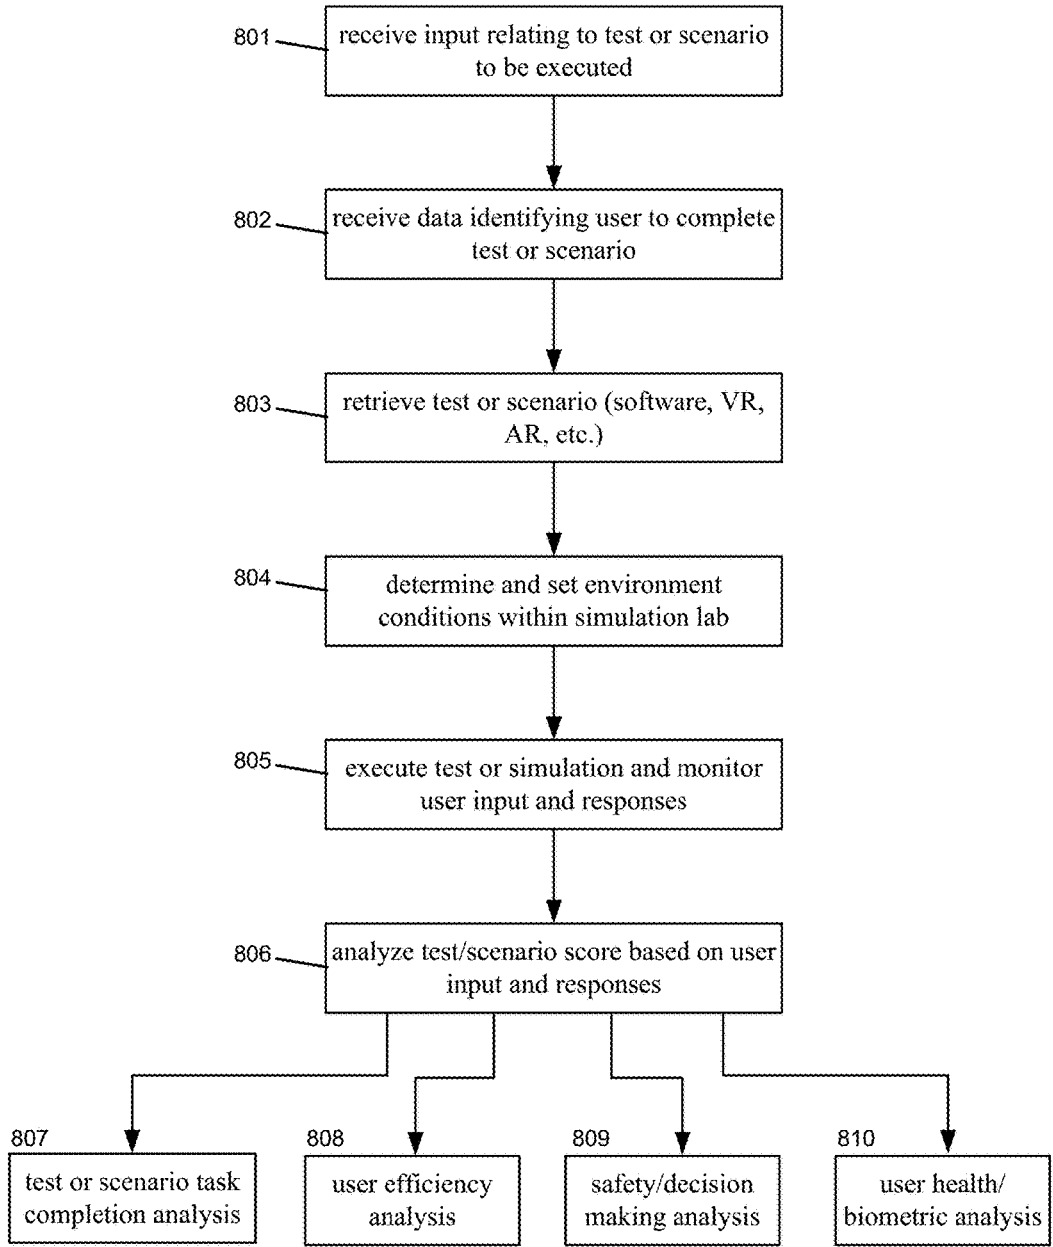 801
receive input relating to test or scenario
to be executed
802
receive data identifying user to complete
test or scenario
803
retrieve test or scenario (software, VR,
AR, etc.)
804
determine and set environment
conditions within simulation lab
805
execute test or simulation and monitor
user input and responses
806
analyze test/scenario score based on user
input and responses
807
test or scenario task
completion analysis
808
user efficiency
analysis
809
safety/decision
making analysis
810
user health/
biometric analysis